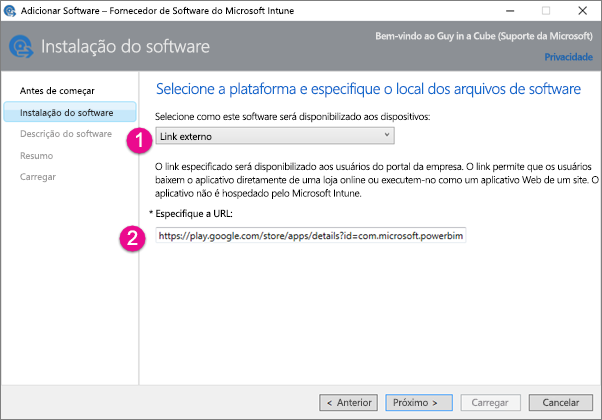 Adicionar Software – Fornecedor de Software do Microsoft Intune
Instalação do software
Bem-vindo ao Guy in a Cube (Suporte da Microsoft)
Privacidade
Antes de começar
Instalação do software
Descrição do software
Resumo
Carregar
Selecione a plataforma e especifique o local dos arquivos de software
Selecione como este software será disponibilizado aos dispositivos:
1
Link externo
O link especificado será disponibilizado aos usuários do portal da empresa. O link permite que os usuários
baixem o aplicativo diretamente de uma loja online ou executem-no como um aplicativo Web de um site. O
aplicativo não é hospedado pelo Microsoft Intune.
* Especifique a URL:
2
https://play.google.com/store/apps/details?id=com.microsoft.powerbim
< Anterior
Próximo >
Carregar
Cancelar